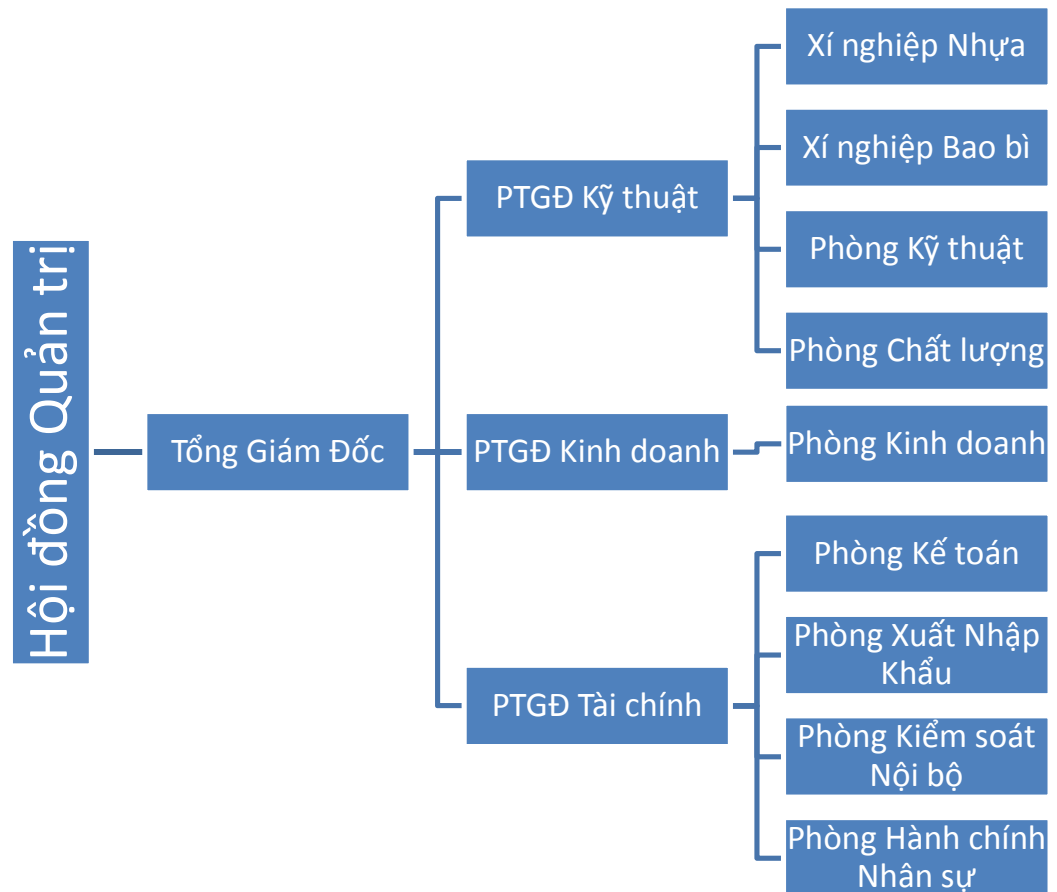 Hội đồng Quản trị
Tổng Giám Đốc
PTGĐ Kỹ thuật
Xí nghiệp Nhựa
Xí nghiệp Bao bì
Phòng Kỹ thuật
Phòng Chất lượng
PTGĐ Kinh doanh
Phòng Kinh doanh
PTGĐ Tài chính
Phòng Kế toán
Phòng Xuất Nhập
Khẩu
Phòng Kiểm soát
Nội bộ
Phòng Hành chính
Nhân sự